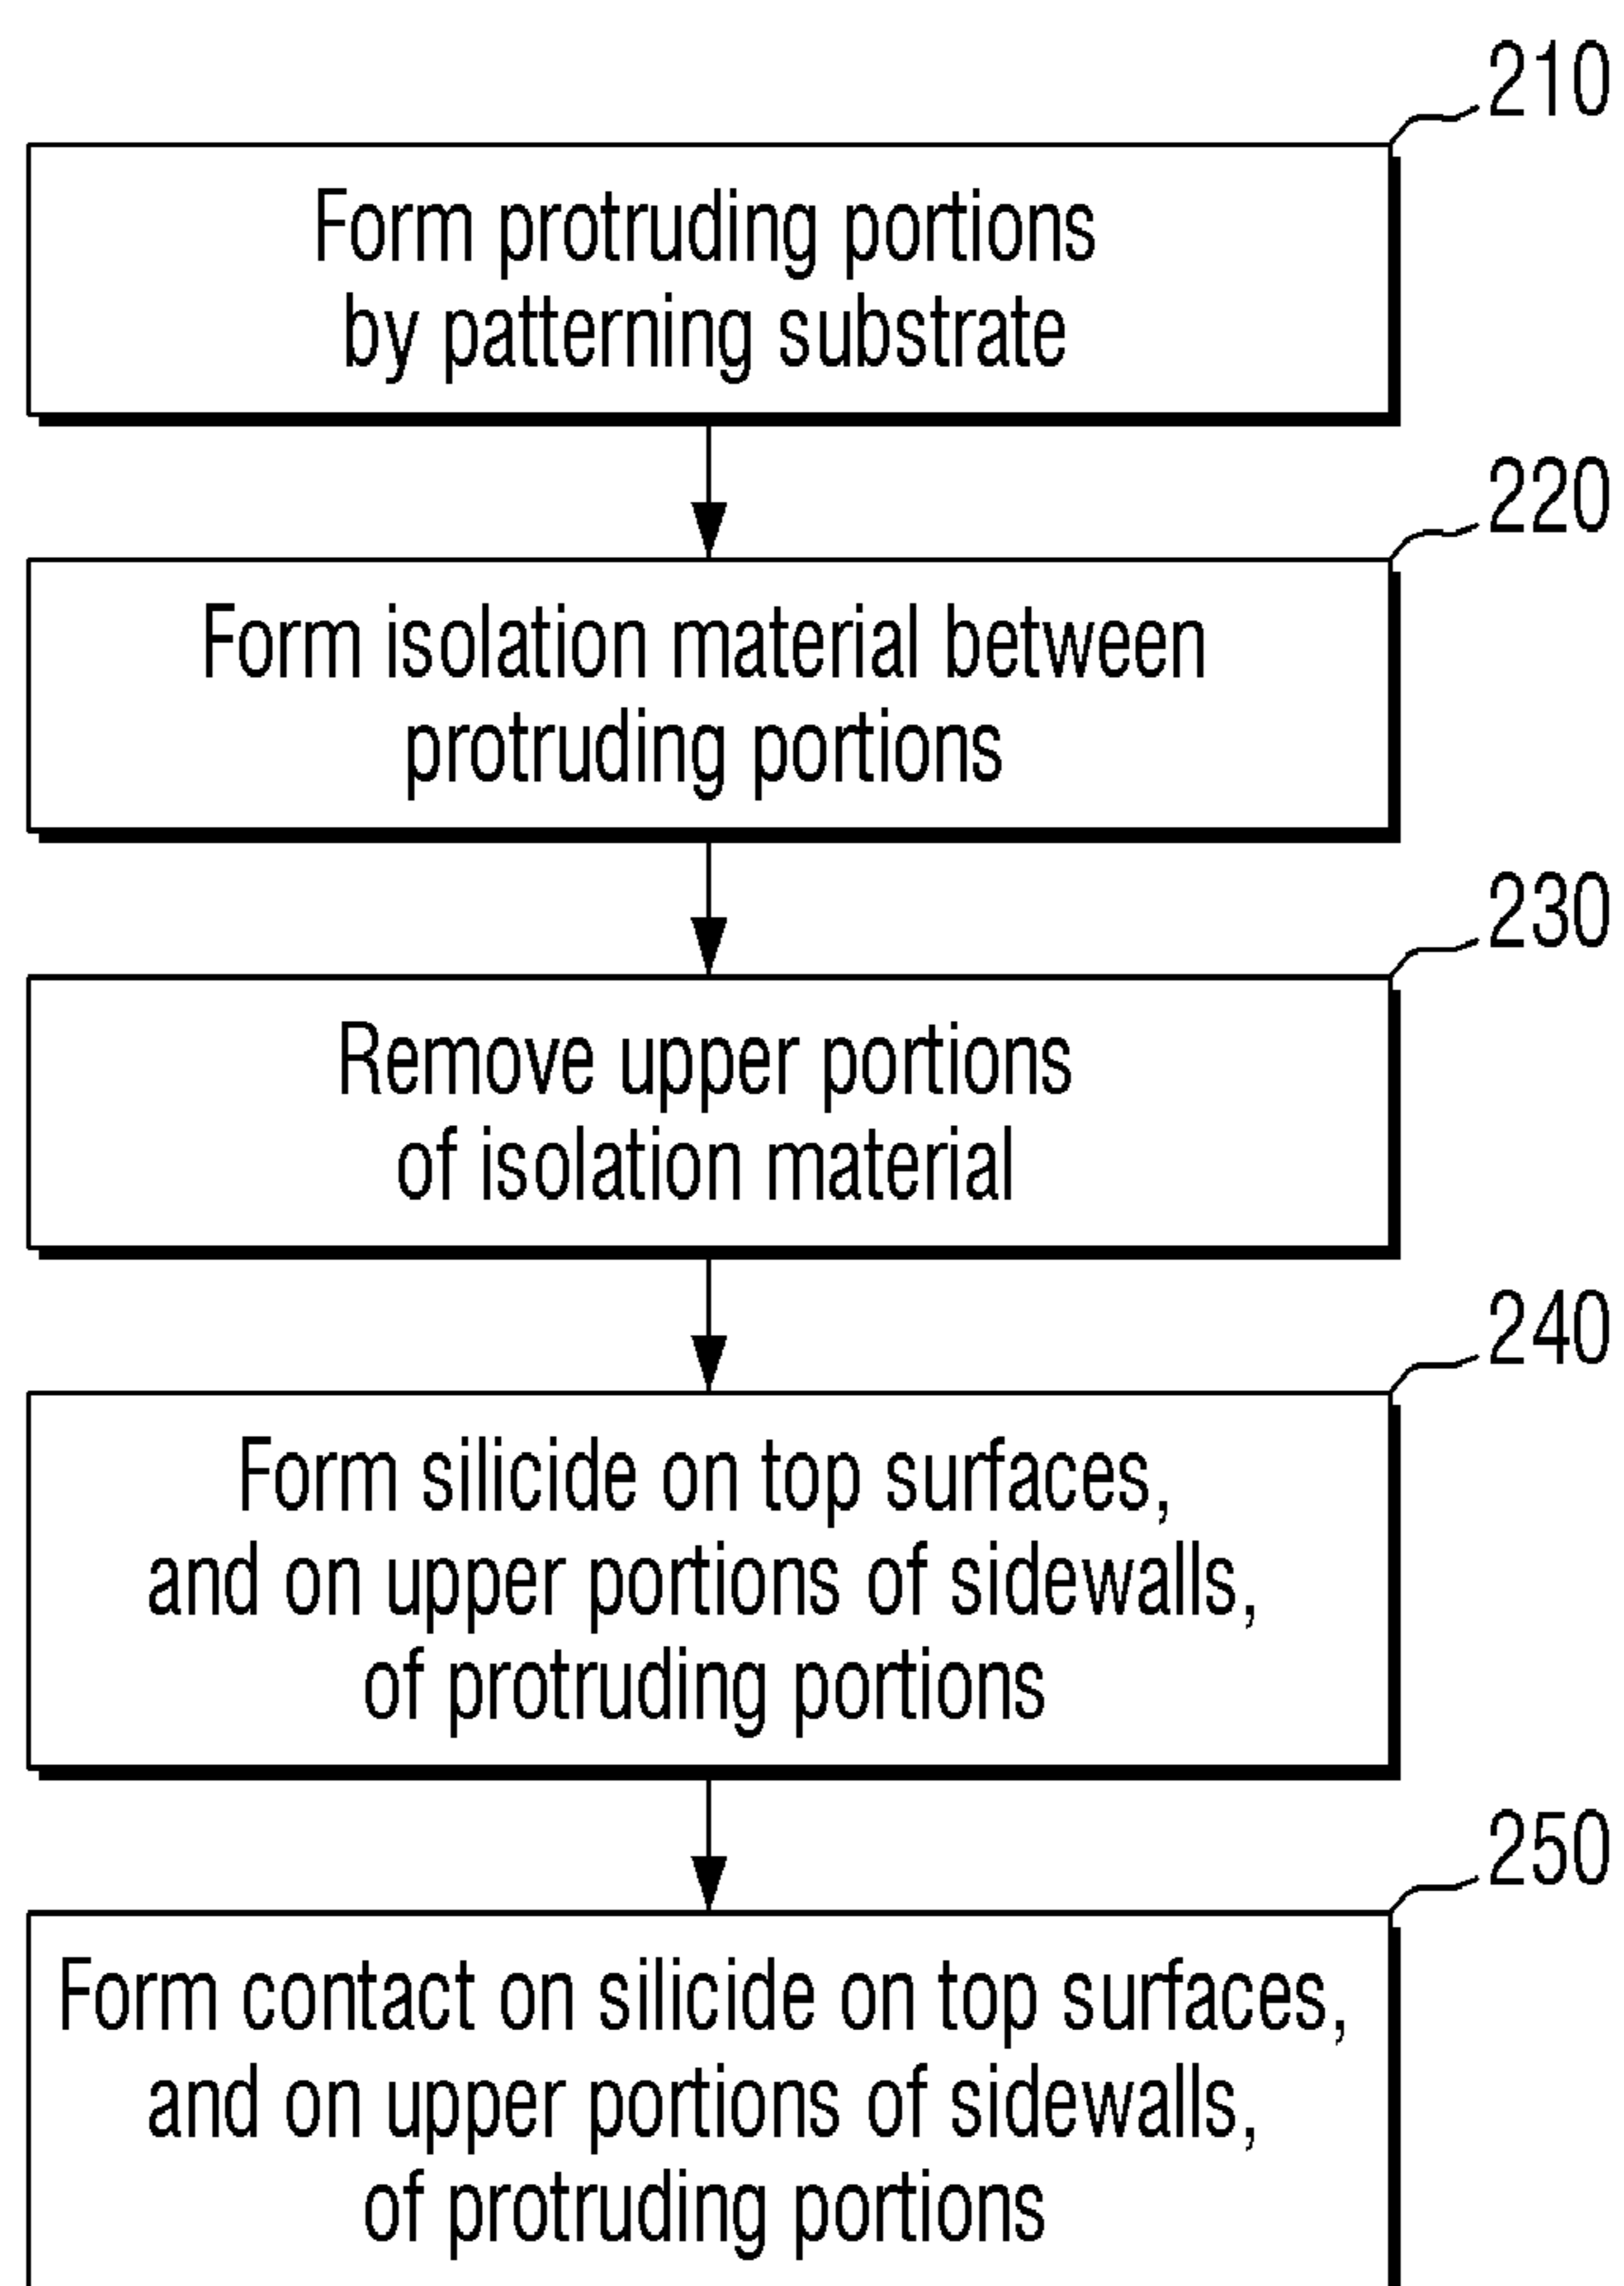 210
Form protruding portions
by patterning substrate
220
Form isolation material between
protruding portions
230
Remove upper portions
of isolation material
240
Form silicide on top surfaces,
and on upper portions of sidewalls,
of protruding portions
250
Form contact on silicide on top surfaces,
and on upper portions of sidewalls,
of protruding portions